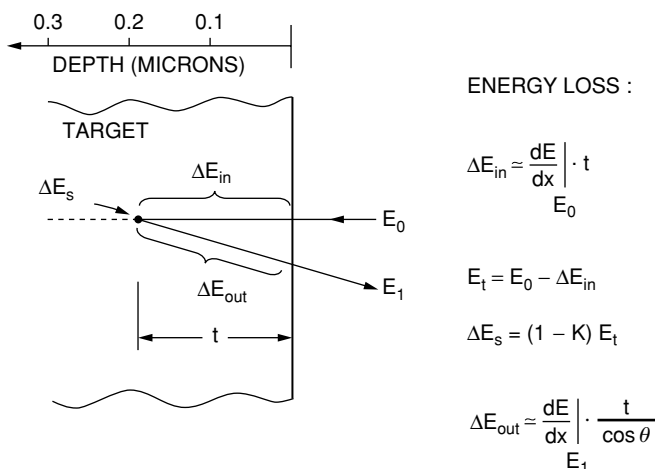 0.3 0.2 0.1
DEPTH (MICRONS)
TARGET
ΔE_in
ΔE_s
E_0
ΔE_out
E_1
t
ENERGY LOSS :
ΔE_in ≃ dE/dx | · t
E_0
E_t = E_0 − ΔE_in
ΔE_s = (1 − K) E_t
ΔE_out ≃ dE/dx | · t/cos θ
E_1